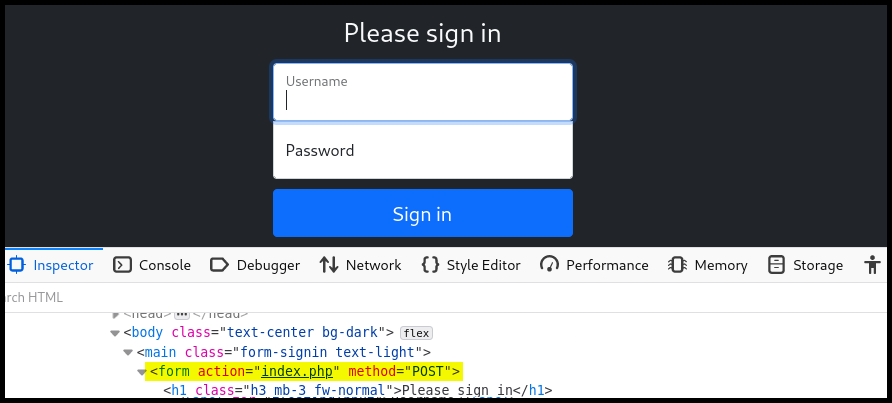 Please sign in
Username
Password
Sign in
Inspector Console Debugger Network Style Editor Performance Memory Storage
rch HTML
<head> ••• </head>
<body class="text-center bg-dark"> flex
<main class="form-signin text-light">
<form action="index.php" method="POST">
<h1 class="h3 mb-3 fw-normal">Please sign in</h1>